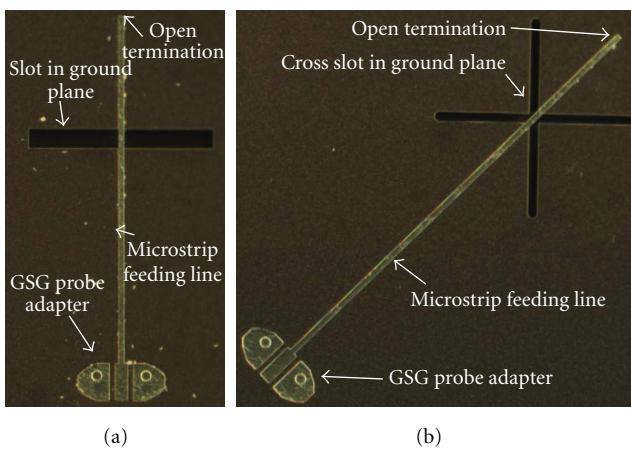 Open
termination
Slot in ground
plane
Microstrip
feeding line
GSG probe
adapter
(a)
Open termination
Cross slot in ground plane
Microstrip feeding line
GSG probe adapter
(b)